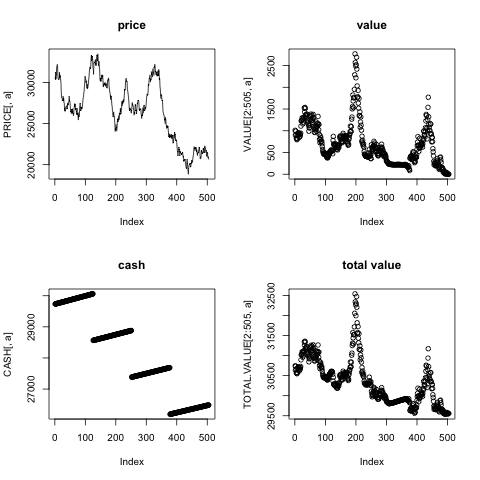 price
PRICE[, a]
20000 25000 30000
0 100 200 300 400 500
Index
value
VALUE[2:505, a]
0 500 1500 2500
0 100 200 300 400 500
Index
cash
CASH[, a]
27000 29000
0 100 200 300 400 500
Index
total value
TOTAL.VALUE[2:505, a]
29500 30500 31500 32500
0 100 200 300 400 500
Index